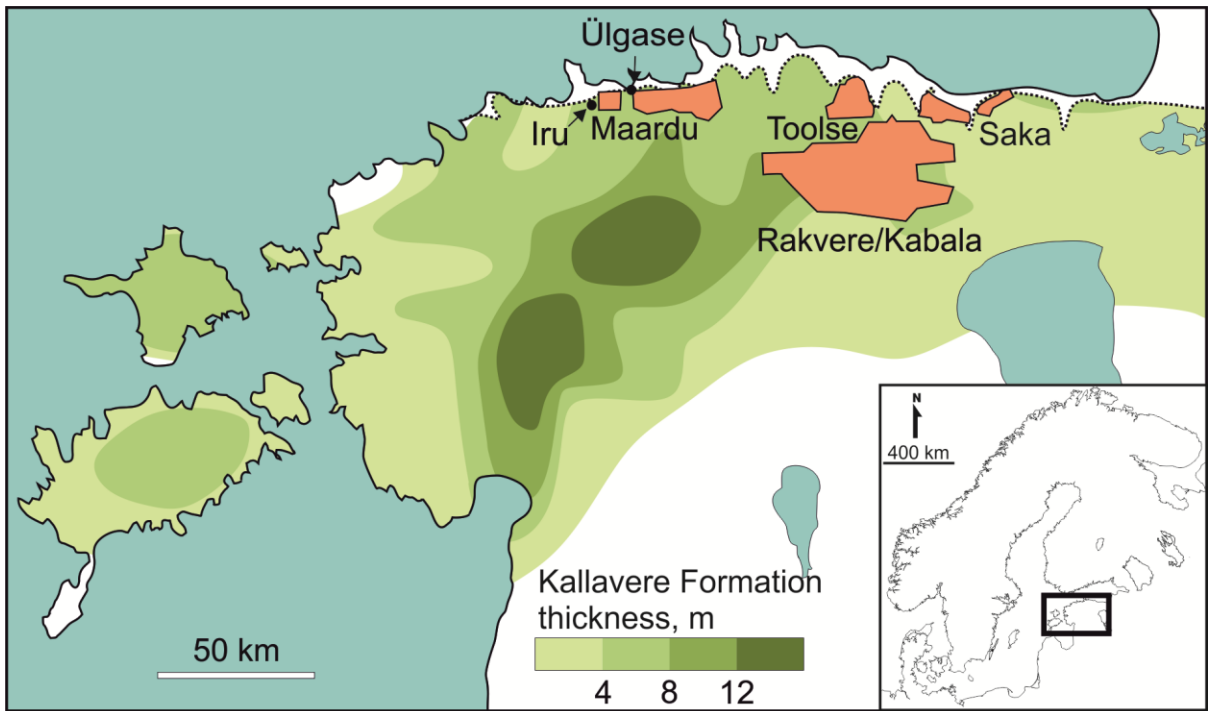 Ülgase
Iru
Maardu
Toolse
Saka
Rakvere/Kabala
Kallavere Formation
thickness, m
4 8 12
50 km
N
400 km